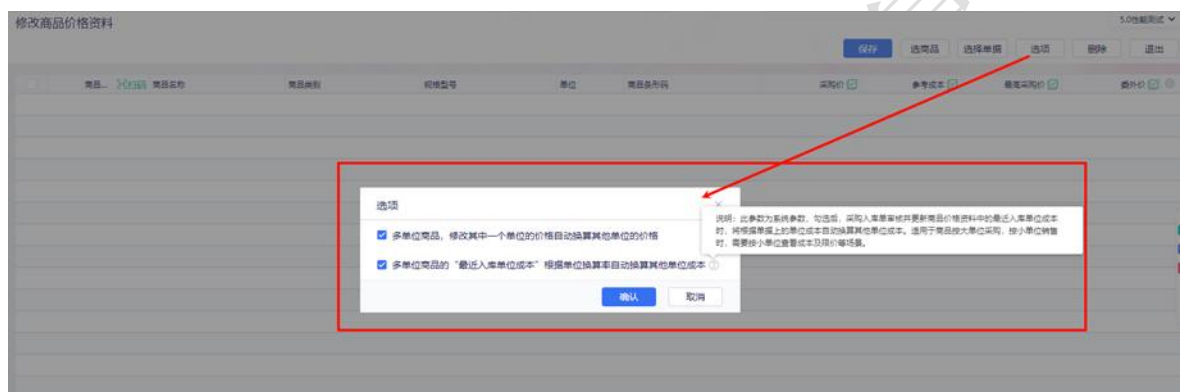 修改商品价格资料
5.0性能测试
保存 选商品 选择单据 选项 删除 退出
商品... 扫码 商品名称 商品类别 规格型号 单位 商品条形码 采购价 参考成本 最高采购价 委外价
选项
说明：此参数为系统参数，勾选后，采购入库单审核并更新商品价格资料中的最近入库单位成本
时，将根据单据上的单位成本自动换算其他单位成本。适用于商品按大单位采购，按小单位销售
时，需要按小单位查看成本及限价等场景。
多单位商品，修改其中一个单位的价格自动换算其他单位的价格
多单位商品的“最近入库单位成本”根据单位换算率自动换算其他单位成本
确认 取消